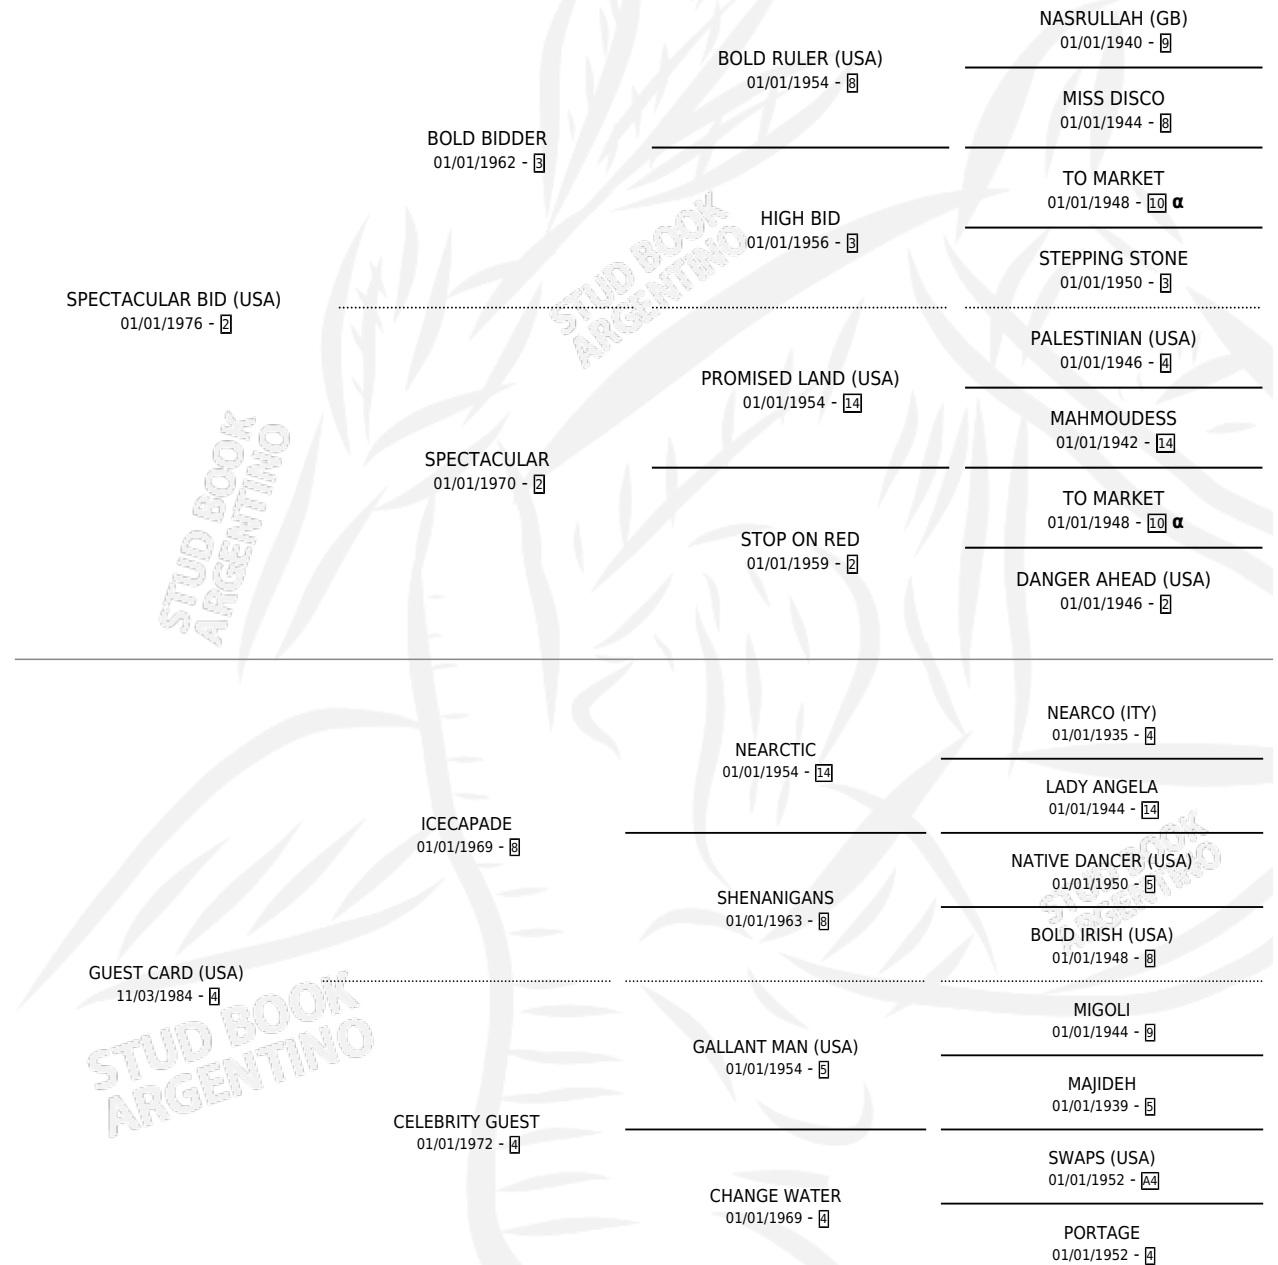 NASRULLAH (GB)
01/01/1940 - 9
BOLD RULER (USA)
01/01/1954 - 8
MISS DISCO
01/01/1944 - 8
BOLD BIDDER
01/01/1962 - 3
TO MARKET
01/01/1948 - 10 α
HIGH BID
01/01/1956 - 3
STEPPING STONE
01/01/1950 - 3
SPECTACULAR BID (USA)
01/01/1976 - 2
PALESTINIAN (USA)
01/01/1946 - 4
PROMISED LAND (USA)
01/01/1954 - 14
MAHMOUDESS
01/01/1942 - 14
SPECTACULAR
01/01/1970 - 2
TO MARKET
01/01/1948 - 10 α
STOP ON RED
01/01/1959 - 2
DANGER AHEAD (USA)
01/01/1946 - 2
STUD BOOK
ARGENTINO
STUD BOOK
ARGENTINO
NEARCO (ITY)
01/01/1935 - 4
NEARCTIC
01/01/1954 - 14
LADY ANGELA
01/01/1944 - 14
ICECAPADE
01/01/1969 - 8
NATIVE DANCER (USA)
01/01/1950 - 5
SHENANIGANS
01/01/1963 - 8
BOLD IRISH (USA)
01/01/1948 - 8
GUEST CARD (USA)
11/03/1984 - 4
MIGOLI
01/01/1944 - 9
GALLANT MAN (USA)
01/01/1954 - 5
MAJIDEH
01/01/1939 - 5
CELEBRITY GUEST
01/01/1972 - 4
SWAPS (USA)
01/01/1952 - A4
CHANGE WATER
01/01/1969 - 4
PORTAGE
01/01/1952 - 4
STUD BOOK
ARGENTINO
STUD BOOK
ARGENTINO